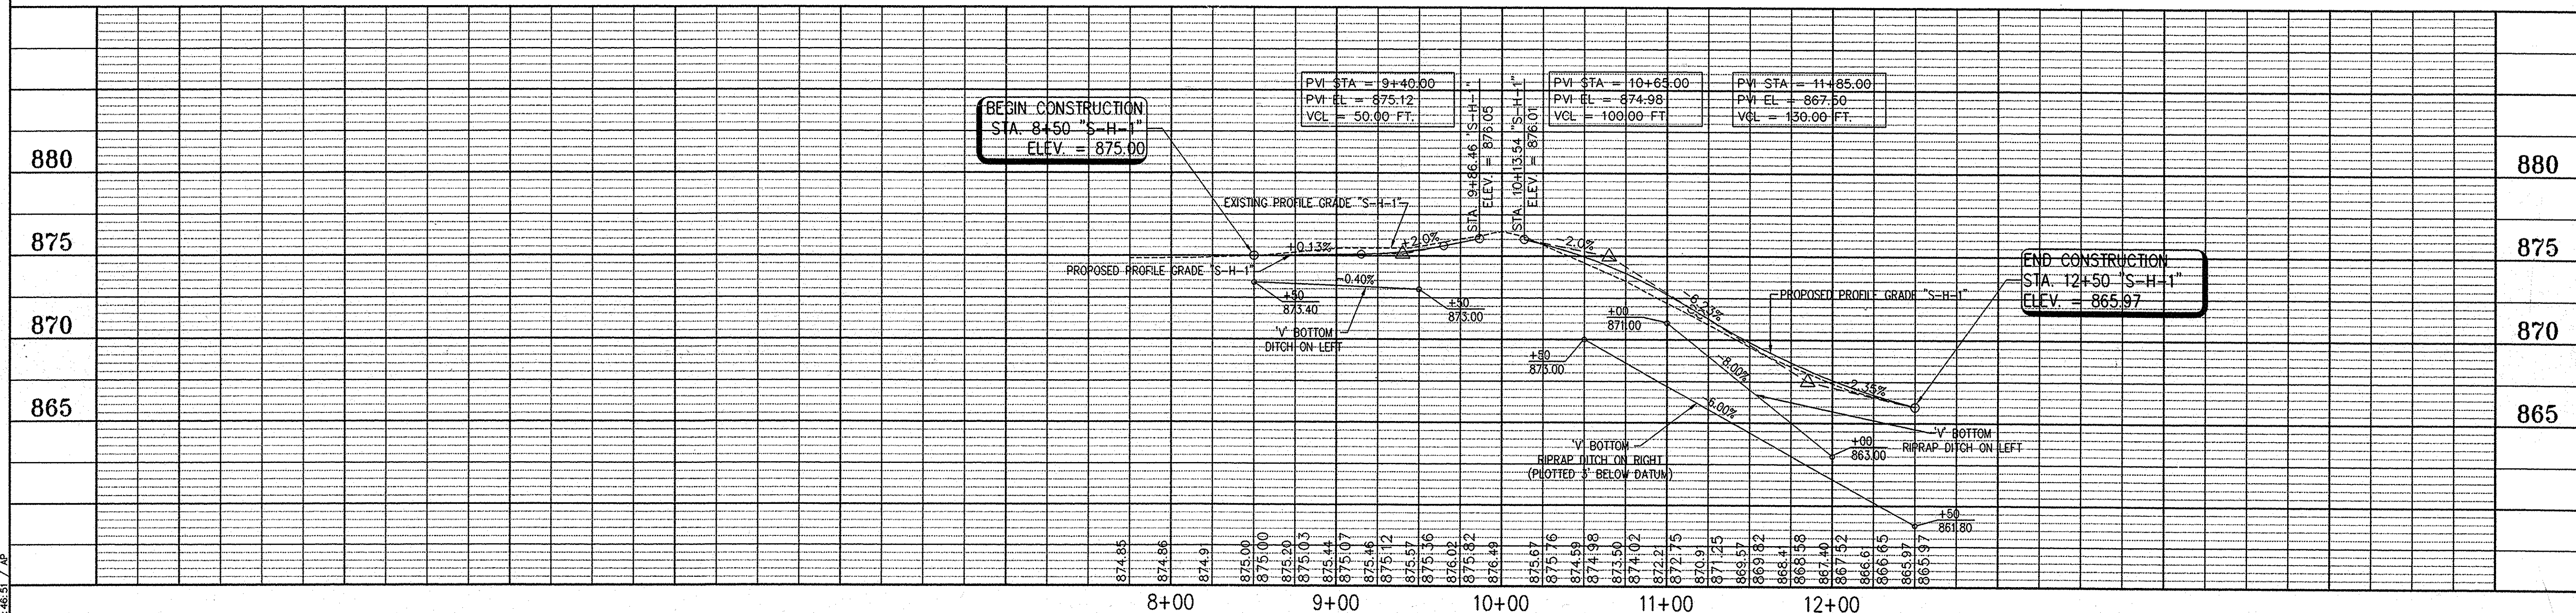 PVI STA = 9+40.00
PVI EL = 875.12
VCL = 50.00 FT.
STA. 9+86.46 "S-H-1"
ELEV. = 876.05
STA. 10+13.54 "S-H-1"
ELEV. = 876.01
PVI STA = 10+65.00
PVI EL = 874.98
VCL = 100.00 FT
PVI STA = 11+85.00
PVI EL = 867.50
VCL = 130.00 FT.
BEGIN CONSTRUCTION
STA. 8+50 "S-H-1"
ELEV. = 875.00
880
880
EXISTING PROFILE GRADE "S-H-1"
875
875
+0.13%
+2.0%
-2.0%
PROPOSED PROFILE GRADE "S-H-1"
-0.40%
+50
873.40
+50
873.00
'V' BOTTOM
DITCH ON LEFT
END CONSTRUCTION
STA. 12+50 "S-H-1"
ELEV. = 865.97
-6.23%
PROPOSED PROFILE GRADE "S-H-1"
870
870
+00
871.00
+50
873.00
-8.00%
-2.35%
-6.00%
865
865
'V' BOTTOM
RIPRAP DITCH ON RIGHT
(PLOTTED 3' BELOW DATUM)
+00
863.00
'V' BOTTOM
RIPRAP DITCH ON LEFT
+50
861.80
874.85
874.86
874.91
875.00
875.00
875.20
875.03
875.44
875.07
875.46
875.12
875.57
875.36
876.02
875.82
876.49
875.67
875.76
874.59
874.98
873.50
874.02
872.21
872.75
870.91
871.25
869.57
869.82
868.41
868.58
867.40
867.52
866.61
866.65
865.97
865.97
8+00
9+00
10+00
11+00
12+00
:46:51 / AP